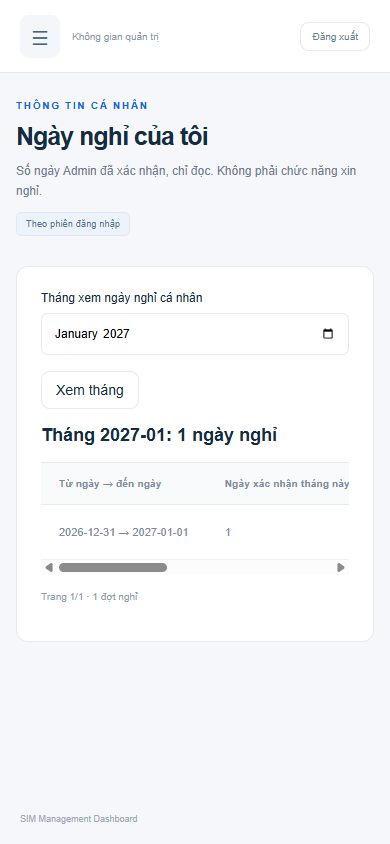 Không gian quản trị
Đăng xuất
THÔNG TIN CÁ NHÂN
Ngày nghỉ của tôi
Số ngày Admin đã xác nhận, chỉ đọc. Không phải chức năng xin
nghỉ.
Theo phiên đăng nhập
Tháng xem ngày nghỉ cá nhân
January 2027
Xem tháng
Tháng 2027-01: 1 ngày nghỉ
Từ ngày → đến ngày
Ngày xác nhận tháng này
2026-12-31 → 2027-01-01
1
Trang 1/1 · 1 đợt nghỉ
SIM Management Dashboard